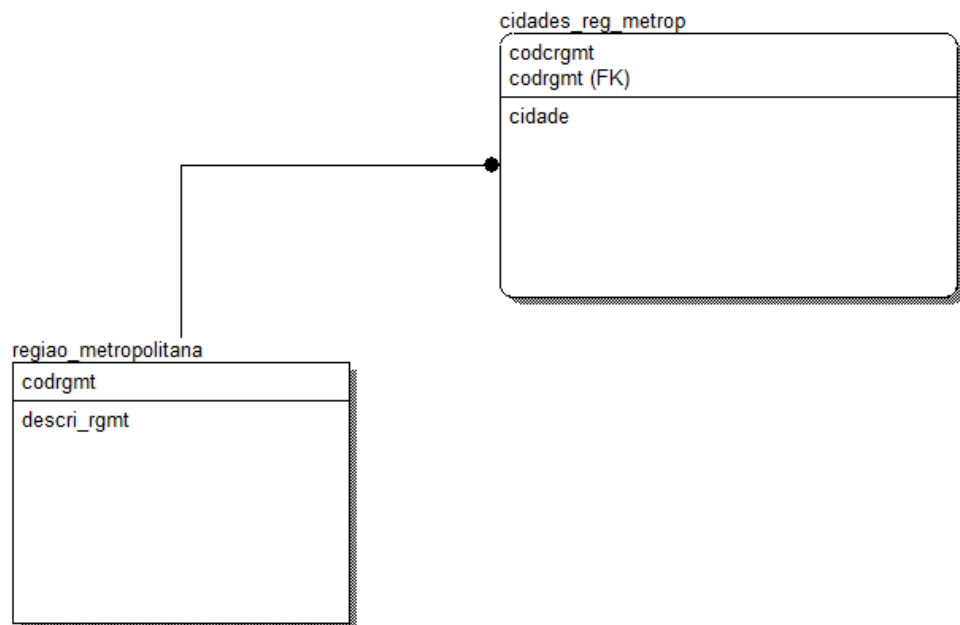 cidades_reg_metrop
codcrgmt
codrgmt (FK)
cidade
regiao_metropolitana
codrgmt
descri_rgmt